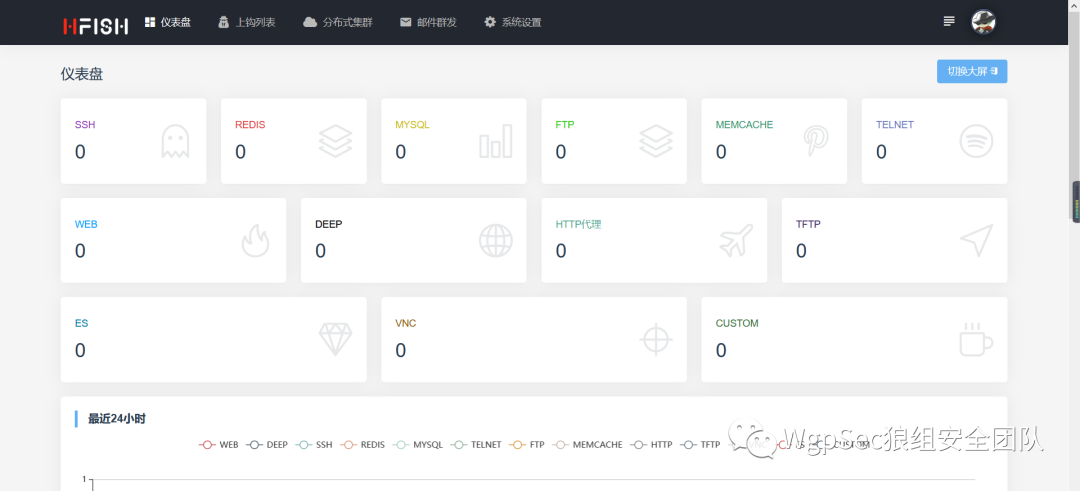 HFISH 仪表盘 上钩列表 分布式集群 邮件群发 系统设置
仪表盘 切换大屏
SSH REDIS MYSQL FTP MEMCACHE TELNET
0 0 0 0 0 0
WEB DEEP HTTP代理 TFTP
0 0 0 0
ES VNC CUSTOM
0 0 0
最近24小时
WEB DEEP SSH REDIS MYSQL TELNET FTP MEMCACHE HTTP TFTP
WgpSec狼组安全团队
1